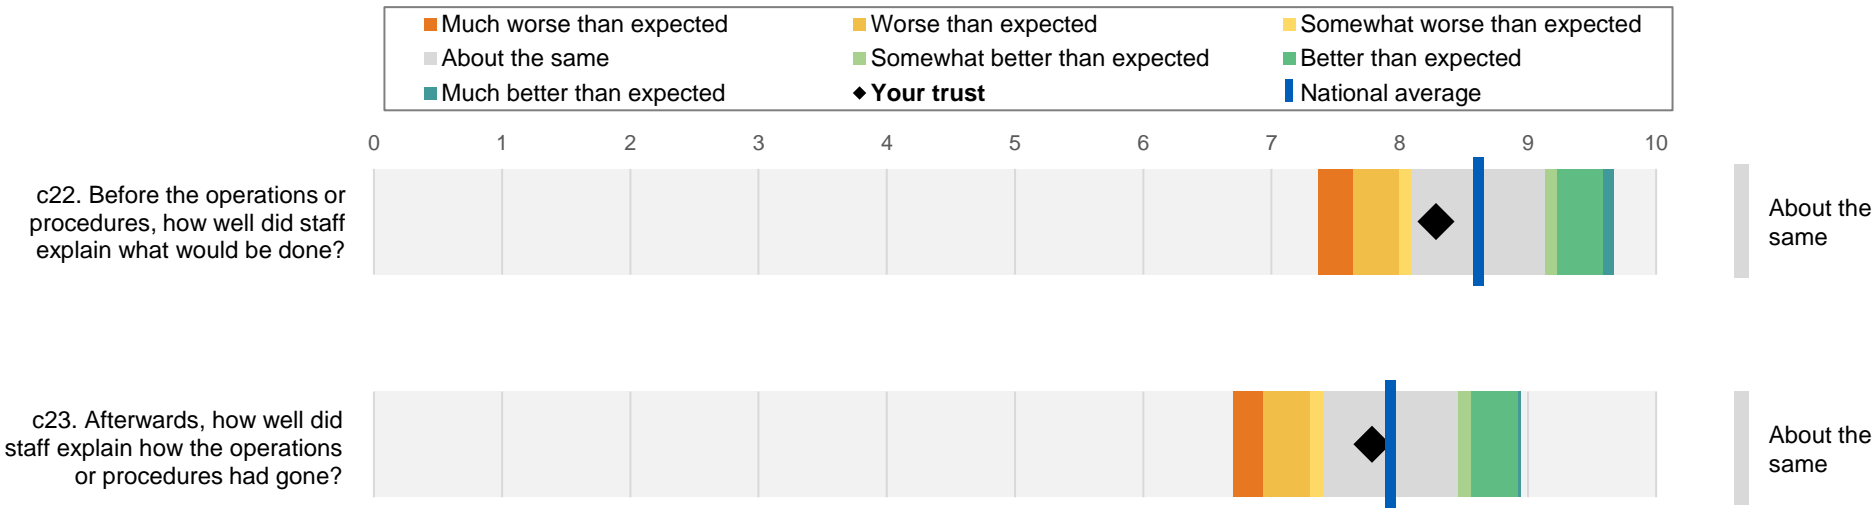 Much worse than expected
Worse than expected
Somewhat worse than expected
About the same
Somewhat better than expected
Better than expected
Much better than expected
Your trust
National average
0 1 2 3 4 5 6 7 8 9 10
c22. Before the operations or
procedures, how well did staff
explain what would be done?
About the
same
c23. Afterwards, how well did
staff explain how the operations
or procedures had gone?
About the
same